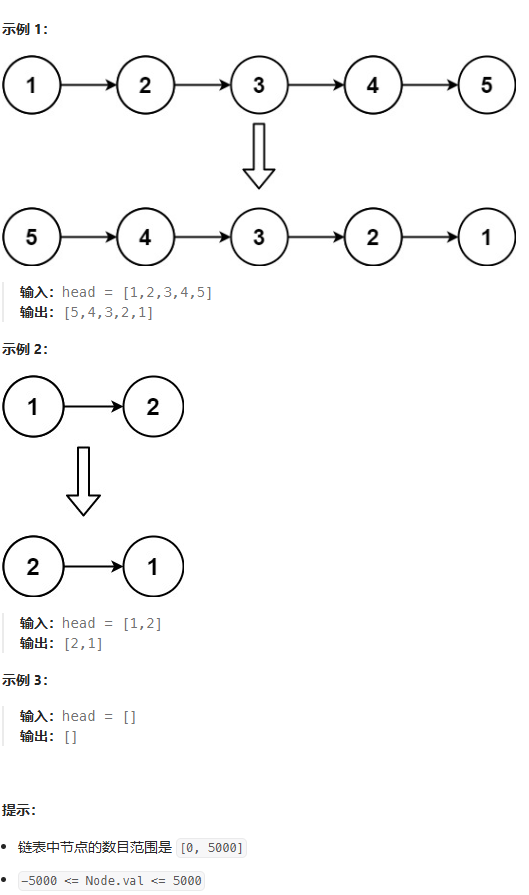 示例 1：
1 2 3 4 5
5 4 3 2 1
输入：head = [1,2,3,4,5]
输出：[5,4,3,2,1]
示例 2：
1 2
2 1
输入：head = [1,2]
输出：[2,1]
示例 3：
输入：head = []
输出：[]
提示：
链表中节点的数目范围是 [0, 5000]
-5000 <= Node.val <= 5000